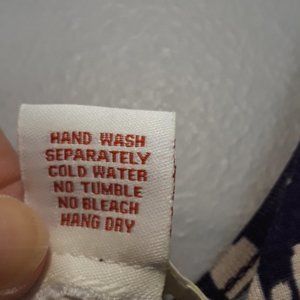 HAND WASH
SEPARATELY
COLD WATER
NO TUMBLE
NO BLEACH
HANG DRY